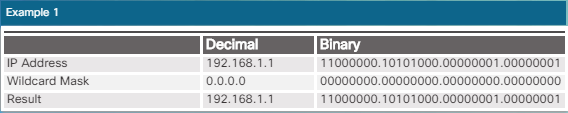 Example 1
Decimal Binary
IP Address 192.168.1.1 11000000.10101000.00000001.00000001
Wildcard Mask 0.0.0.0 00000000.00000000.00000000.00000000
Result 192.168.1.1 11000000.10101000.00000001.00000001